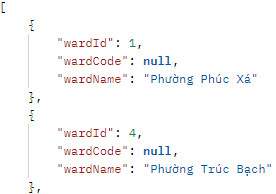 [
{
"wardId": 1,
"wardCode": null,
"wardName": "Phường Phúc Xá"
},
{
"wardId": 4,
"wardCode": null,
"wardName": "Phường Trúc Bạch"
},